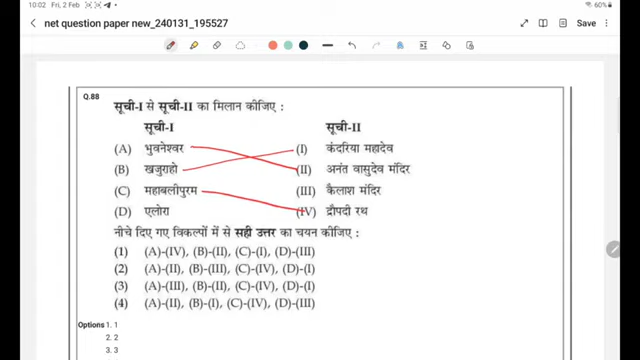 10:02 Fri, 2 Feb 60%
net question paper new_240131_195527 Save
Q.88
सूची-I से सूची-II का मिलान कीजिए :
सूची-I सूची-II
(A) भुवनेश्वर (I) कंदरिया महादेव
(B) खजुराहो (II) अनंत वासुदेव मंदिर
(C) महाबलीपुरम (III) कैलाश मंदिर
(D) एलोरा (IV) द्रौपदी रथ
नीचे दिए गए विकल्पों में से सही उत्तर का चयन कीजिए :
(1) (A)-(IV), (B)-(II), (C)-(I), (D)-(III)
(2) (A)-(II), (B)-(III), (C)-(IV), (D)-(I)
(3) (A)-(III), (B)-(II), (C)-(IV), (D)-(I)
(4) (A)-(II), (B)-(I), (C)-(IV), (D)-(III)
Options 1. 1
2. 2
3. 3